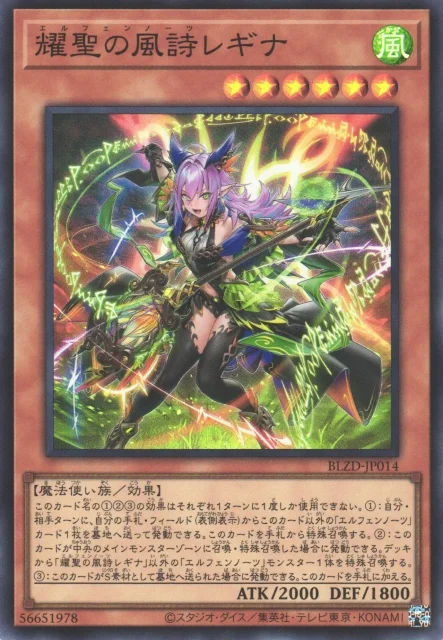 エルフェンノーツ
耀聖の風詩レギナ
風
BLZD-JP014
【魔法使い族／効果】
このカード名の①②③の効果はそれぞれ1ターンに1度しか使用できない。①：自分・
相手ターンに、自分の手札・フィールド(表側表示)からこのカード以外の「エルフェンノーツ」
カード1枚を墓地へ送って発動できる。このカードを手札から特殊召喚する。②：この
カードが中央のメインモンスターゾーンに召喚・特殊召喚した場合に発動できる。デッキ
から「耀聖の風詩レギナ」以外の「エルフェンノーツ」モンスター1体を特殊召喚する。
③：このカードがS素材として墓地へ送られた場合に発動できる。このカードを手札に加える。
ATK/2000 DEF/1800
56651978
©スタジオ・ダイス／集英社・テレビ東京・KONAMI